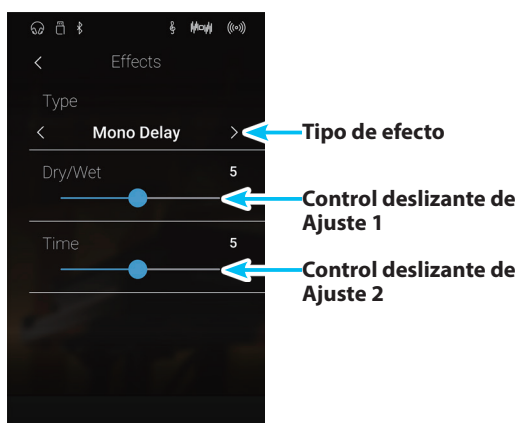 Effects
Type
Mono Delay
Tipo de efecto
Dry/Wet 5
Control deslizante de
Ajuste 1
Time 5
Control deslizante de
Ajuste 2